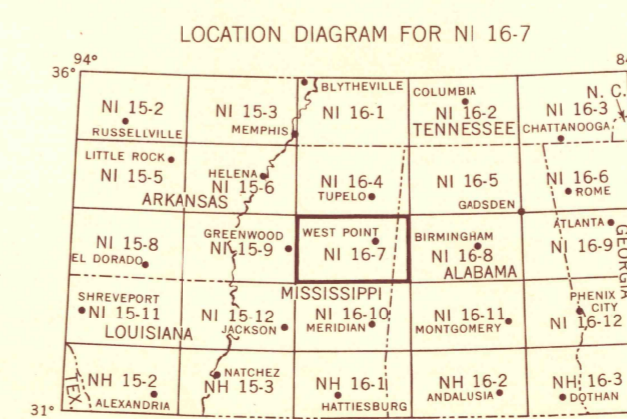 LOCATION DIAGRAM FOR NI 16-7
94°
84
36°
NI 15-2
RUSSELLVILLE
NI 15-3
MEMPHIS
BLYTHEVILLE
NI 16-1
COLUMBIA
NI 16-2
TENNESSEE
N. C.
NI 16-3
CHATTANOOGA
LITTLE ROCK
NI 15-5
HELENA
NI 15-6
ARKANSAS
NI 16-4
TUPELO
NI 16-5
GADSDEN
NI 16-6
ROME
NI 15-8
EL DORADO
GREENWOOD
NI 15-9
WEST POINT
NI 16-7
BIRMINGHAM
NI 16-8
ALABAMA
ATLANTA
NI 16-9
GEORGIA
MISSISSIPPI
SHREVEPORT
NI 15-11
LOUISIANA
NI 15-12
JACKSON
NI 16-10
MERIDIAN
NI 16-11
MONTGOMERY
PHENIX
CITY
NI 16-12
TEX
NH 15-2
ALEXANDRIA
NATCHEZ
NH 15-3
NH 16-1
HATTIESBURG
NH 16-2
ANDALUSIA
NH 16-3
DOTHAN
31°